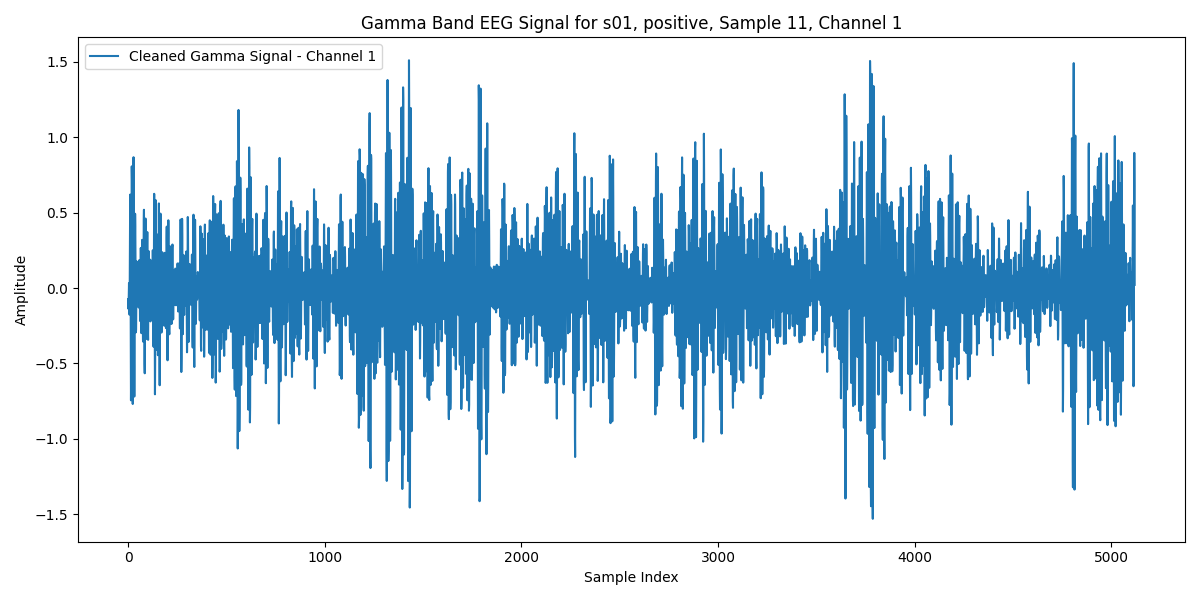 Gamma Band EEG Signal for s01, positive, Sample 11, Channel 1
Cleaned Gamma Signal - Channel 1
1.5
1.0
0.5
0.0
−0.5
−1.0
−1.5
Amplitude
0 1000 2000 3000 4000 5000
Sample Index